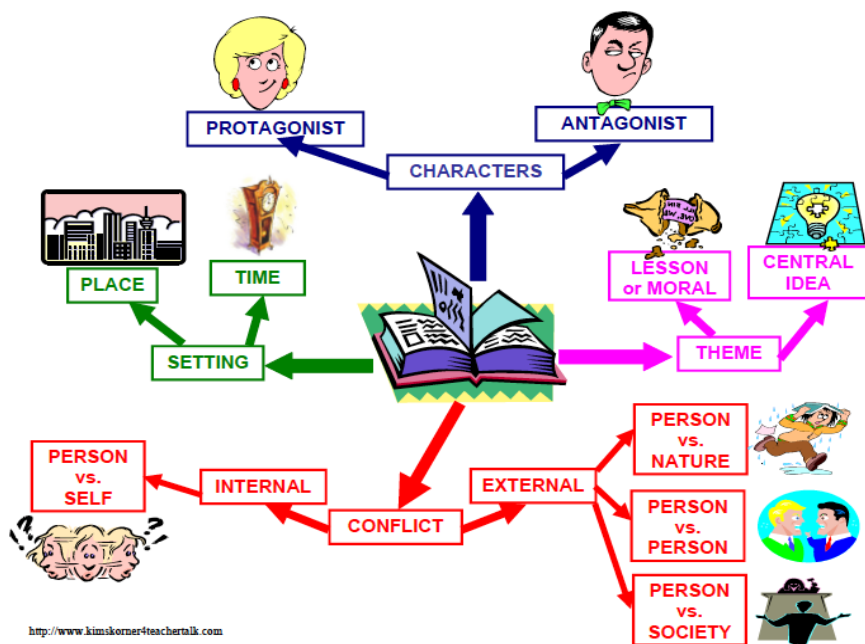 PROTAGONIST
ANTAGONIST
CHARACTERS
PLACE
TIME
SETTING
LESSON
or MORAL
CENTRAL
IDEA
THEME
PERSON
vs.
SELF
INTERNAL
CONFLICT
EXTERNAL
PERSON
vs.
NATURE
PERSON
vs.
PERSON
PERSON
vs.
SOCIETY
http://www.kimskorner4teachertalk.com